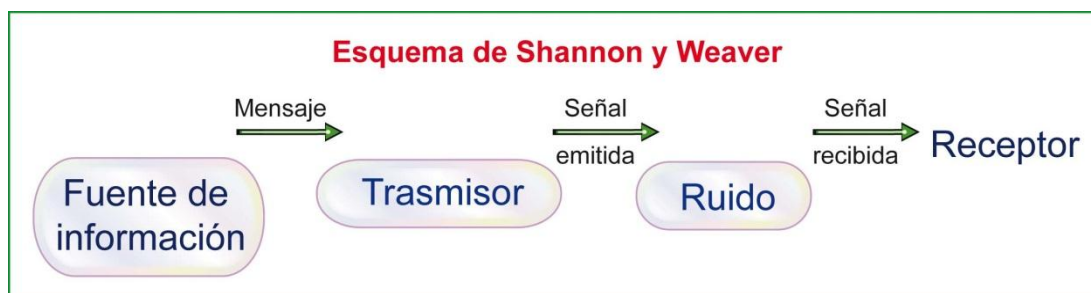 Esquema de Shannon y Weaver
Mensaje
Señal
emitida
Señal
recibida
Fuente de
información
Trasmisor
Ruido
Receptor